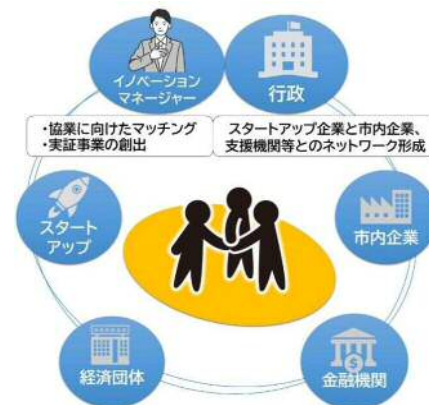 イノベーション
マネージャー
行政
・協業に向けたマッチング
・実証事業の創出
スタートアップ企業と市内企業、
支援機関等とのネットワーク形成
スタート
アップ
市内企業
経済団体
金融機関